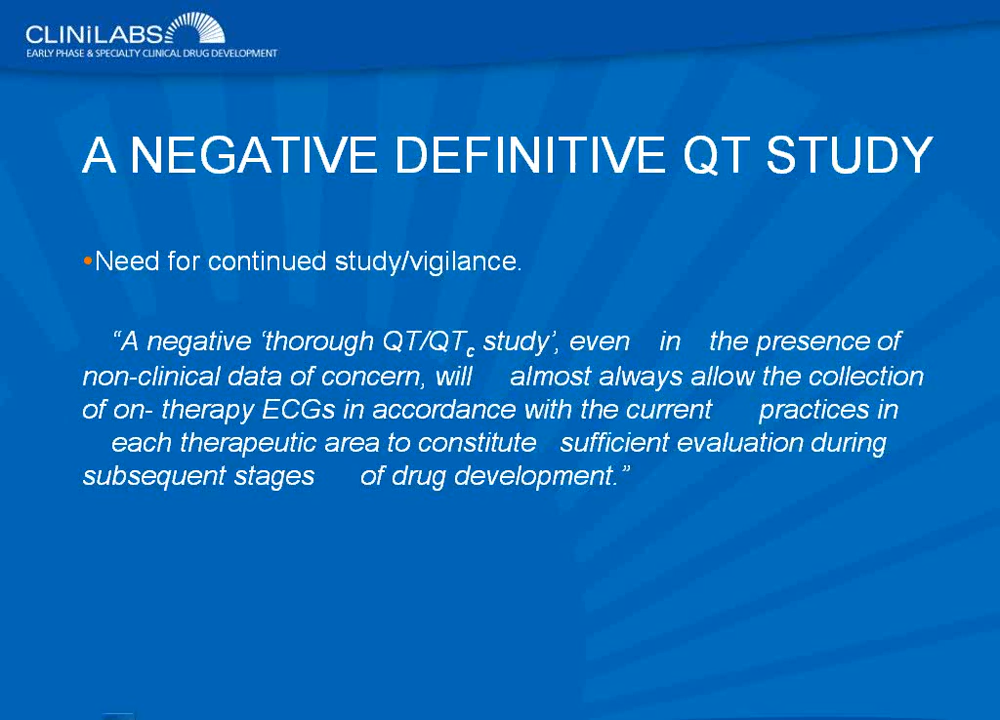 CLINiLABS
EARLY PHASE & SPECIALTY CLINICAL DRUG DEVELOPMENT
A NEGATIVE DEFINITIVE QT STUDY
•Need for continued study/vigilance.
“A negative ‘thorough QT/QTc study’, even in the presence of
non-clinical data of concern, will almost always allow the collection
of on- therapy ECGs in accordance with the current practices in
each therapeutic area to constitute sufficient evaluation during
subsequent stages of drug development.”